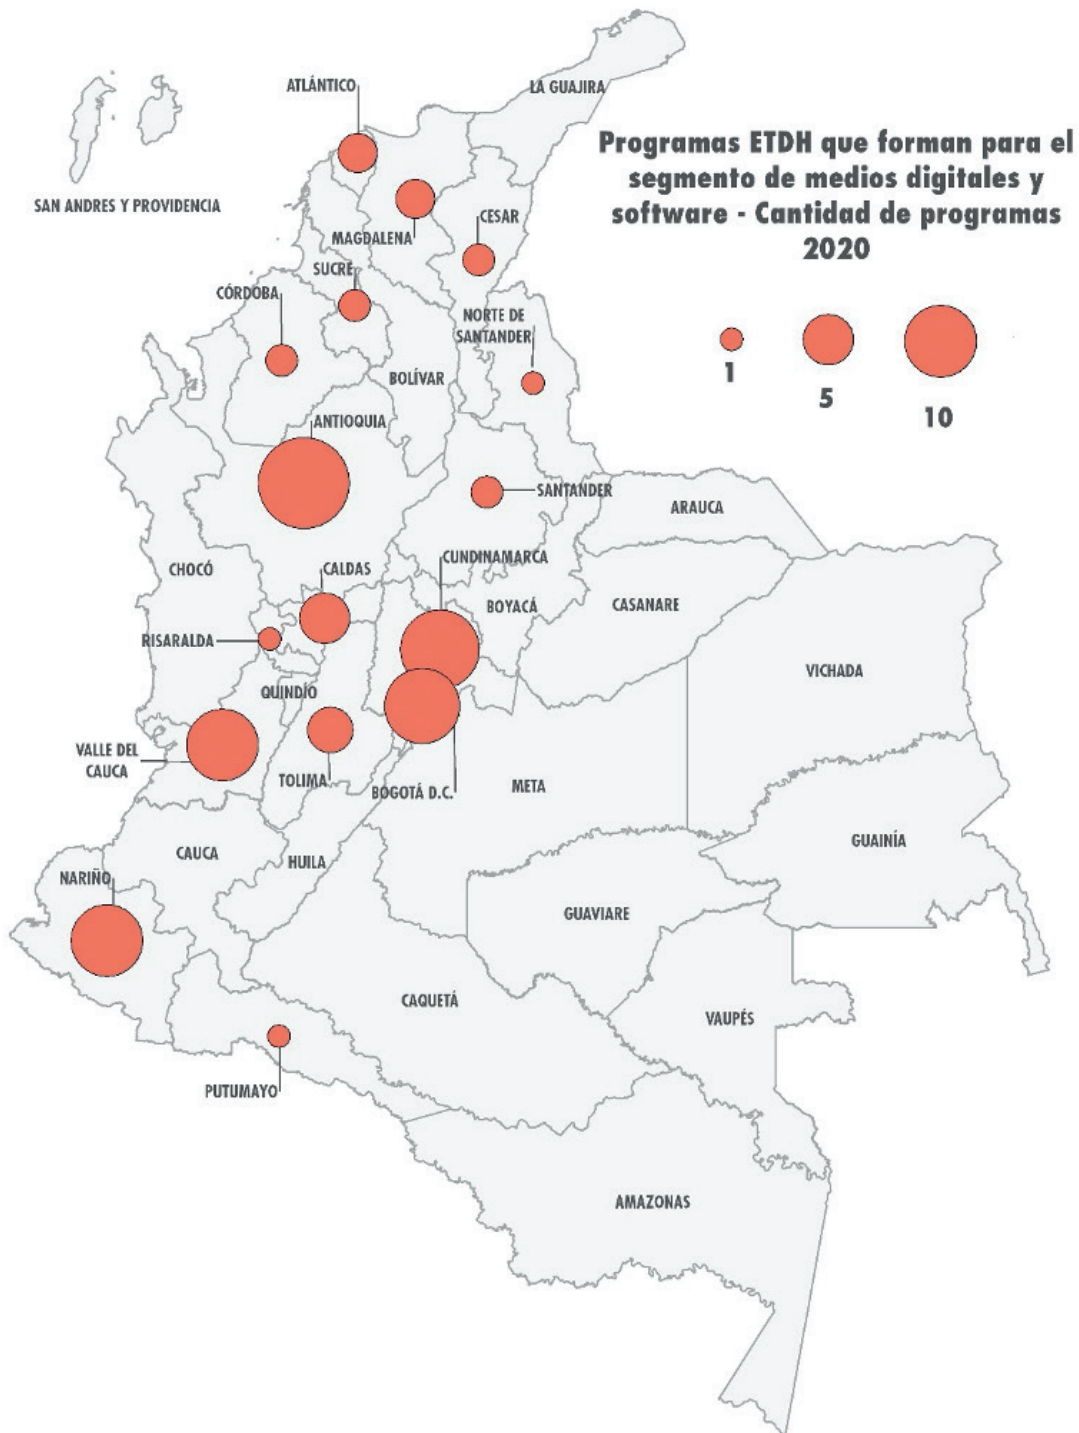 ATLÁNTICO
LA GUAJIRA
Programas ETDH que forman para el
segmento de medios digitales y
software - Cantidad de programas
2020
SAN ANDRES Y PROVIDENCIA
CESAR
MAGDALENA
SUCRE
CÓRDOBA
NORTE DE
SANTANDER
1
5
10
BOLÍVAR
ANTIOQUIA
SANTANDER
ARAUCA
CUNDINAMARCA
CHOCÓ
CALDAS
BOYACÁ
CASANARE
RISARALDA
VICHADA
QUINDÍO
VALLE DEL
CAUCA
TOLIMA
BOGOTÁ D.C.
META
GUAINÍA
CAUCA
HUILA
NARIÑO
GUAVIARE
CAQUETÁ
VAUPÉS
PUTUMAYO
AMAZONAS